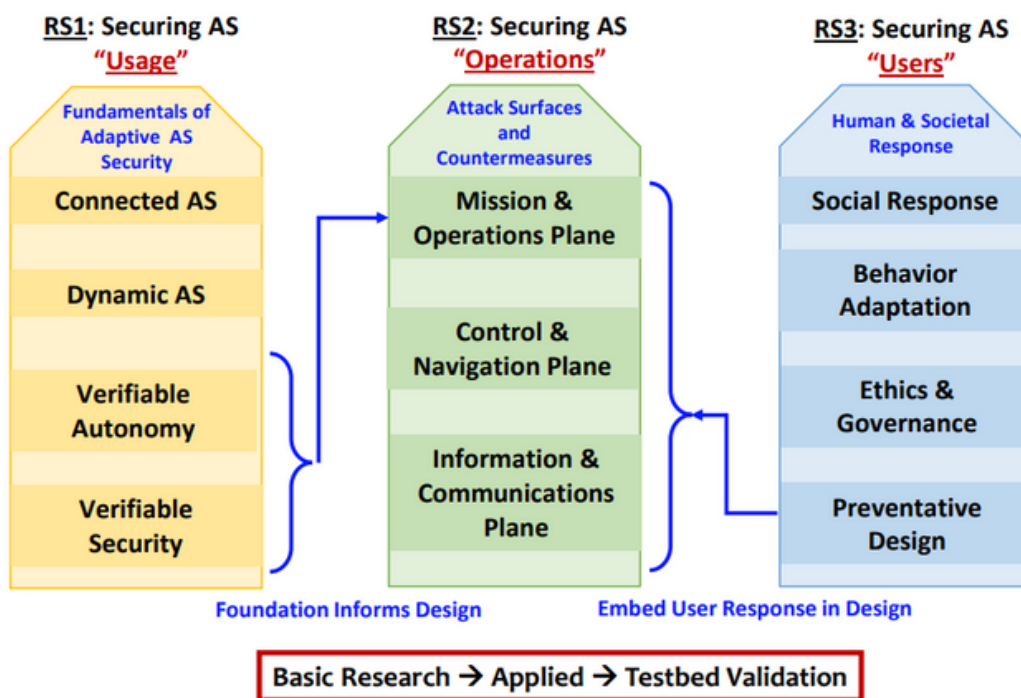 RS1: Securing AS
“Usage”
Fundamentals of
Adaptive AS
Security
Connected AS
Dynamic AS
Verifiable
Autonomy
Verifiable
Security
RS2: Securing AS
“Operations”
Attack Surfaces
and
Countermeasures
Mission &
Operations Plane
Control &
Navigation Plane
Information &
Communications
Plane
RS3: Securing AS
“Users”
Human & Societal
Response
Social Response
Behavior
Adaptation
Ethics &
Governance
Preventative
Design
Foundation Informs Design
Embed User Response in Design
Basic Research → Applied → Testbed Validation